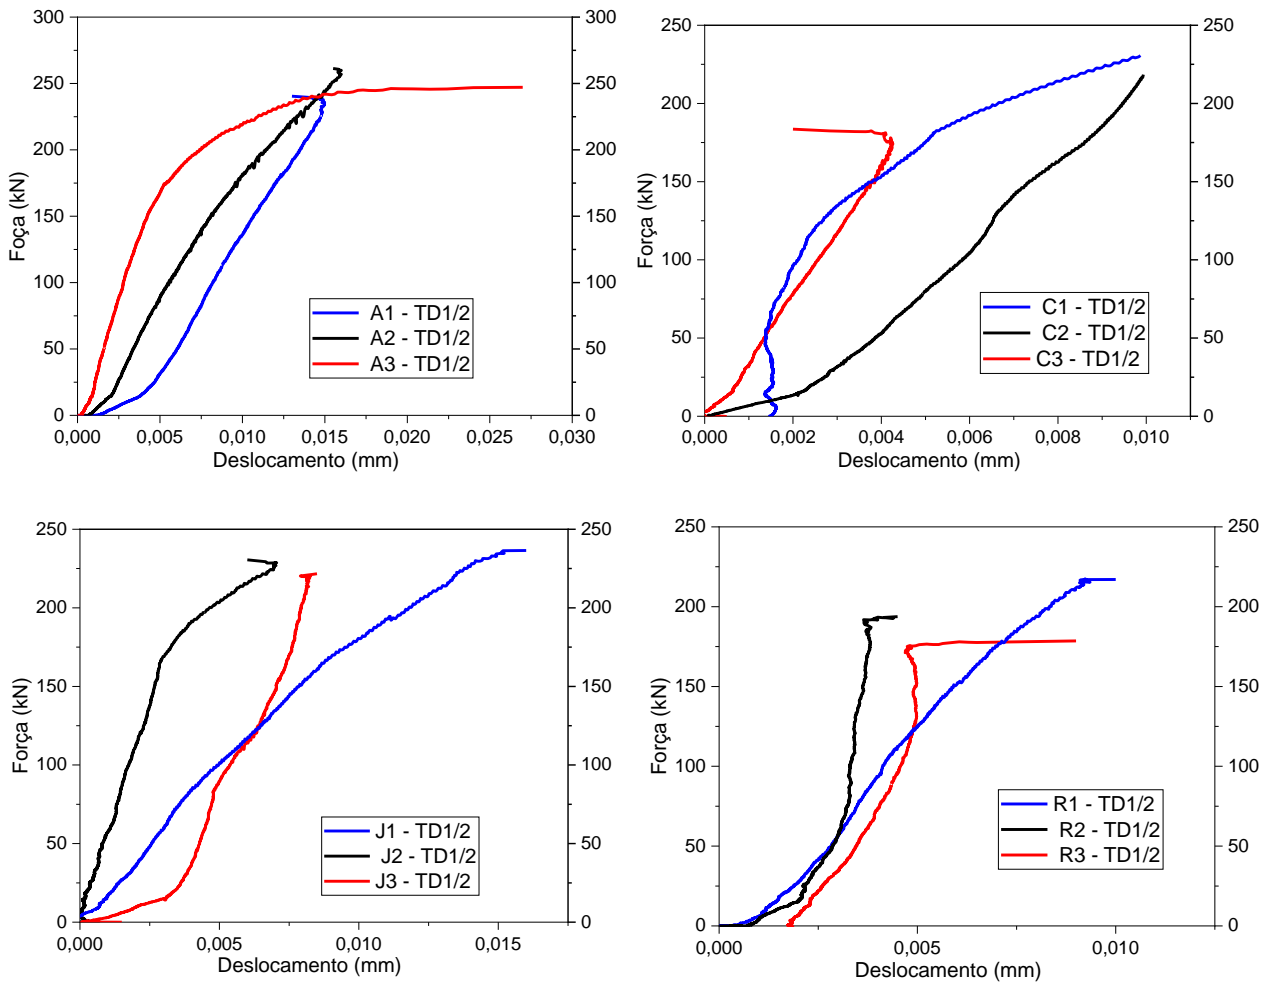 300
250
200
150
100
50
0
Foça (kN)
300
250
200
150
100
50
0
A1 - TD1/2
A2 - TD1/2
A3 - TD1/2
0,000 0,005 0,010 0,015 0,020 0,025 0,030
Deslocamento (mm)
250
200
150
100
50
0
Força (kN)
250
200
150
100
50
0
C1 - TD1/2
C2 - TD1/2
C3 - TD1/2
0,000 0,002 0,004 0,006 0,008 0,010
Deslocamento (mm)
250
200
150
100
50
0
Força (kN)
250
200
150
100
50
0
J1 - TD1/2
J2 - TD1/2
J3 - TD1/2
0,000 0,005 0,010 0,015
Deslocamento (mm)
250
200
150
100
50
0
Força (kN)
250
200
150
100
50
0
R1 - TD1/2
R2 - TD1/2
R3 - TD1/2
0,000 0,005 0,010
Deslocamento (mm)